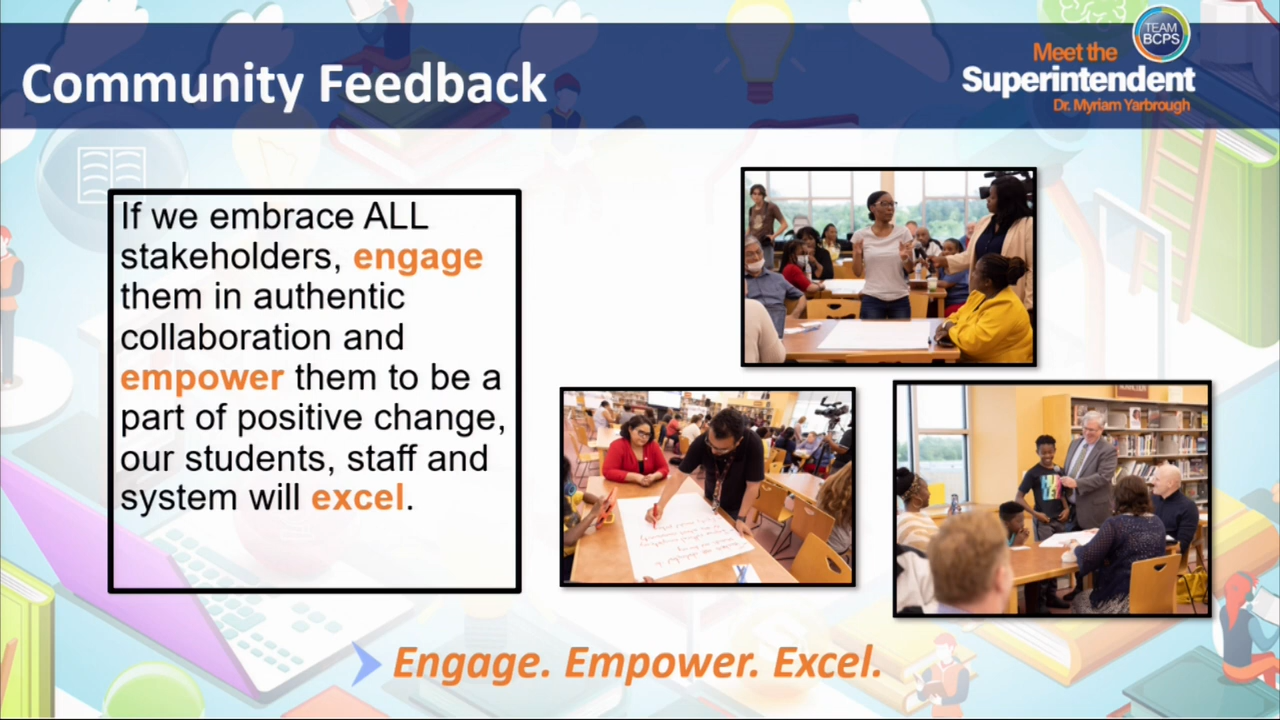 Community Feedback
TEAM
BCPS
Meet the
Superintendent
Dr. Myriam Yarbrough
If we embrace ALL
stakeholders, engage
them in authentic
collaboration and
empower them to be a
part of positive change,
our students, staff and
system will excel.
Engage. Empower. Excel.